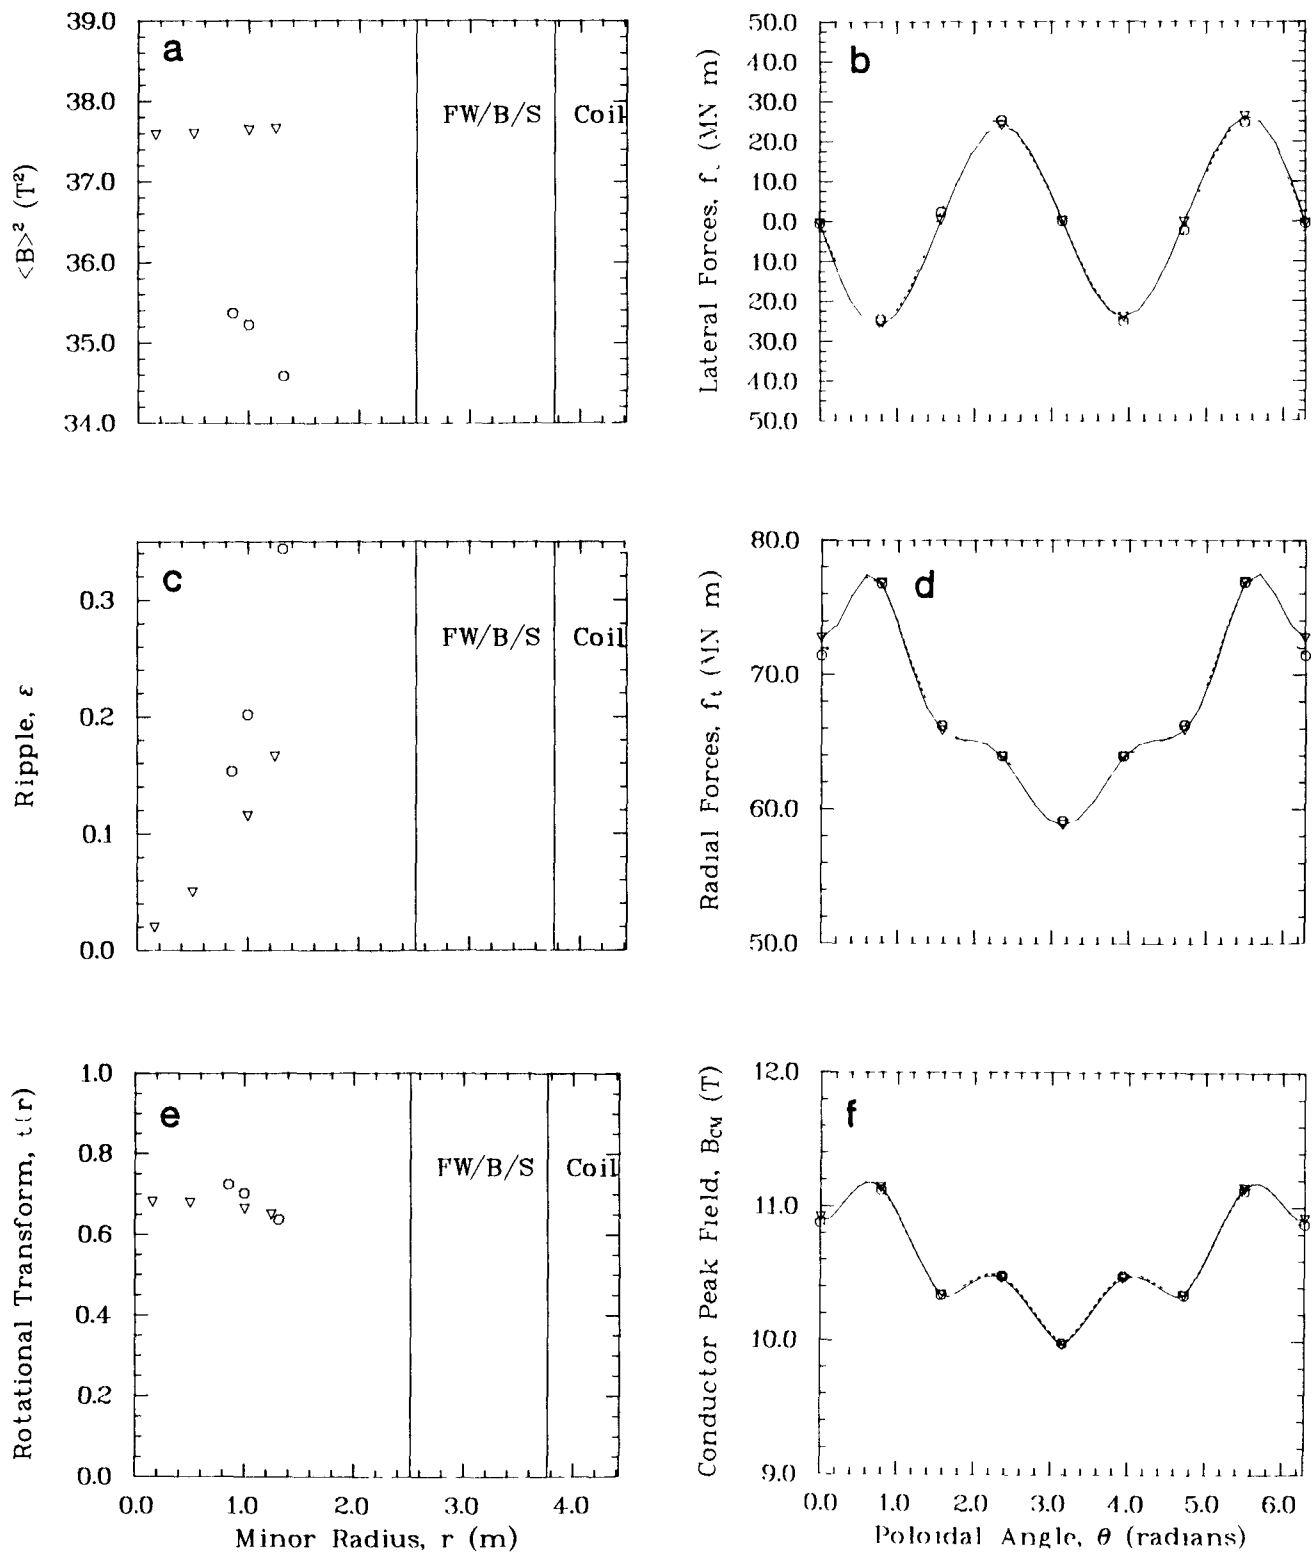 a
<B>² (T²)
39.0
38.0
37.0
36.0
35.0
34.0
FW/B/S
Coil
b
Lateral Forces, f (MN m)
50.0
40.0
30.0
20.0
10.0
0.0
10.0
20.0
30.0
40.0
50.0
c
Ripple, ε
0.3
0.2
0.1
0.0
FW/B/S
Coil
d
Radial Forces, fₜ (MN m)
80.0
70.0
60.0
50.0
e
Rotational Transform, ι(r)
1.0
0.8
0.6
0.4
0.2
0.0
FW/B/S
Coil
0.0 1.0 2.0 3.0 4.0
Minor Radius, r (m)
f
Conductor Peak Field, B_CM (T)
12.0
11.0
10.0
9.0
0.0 1.0 2.0 3.0 4.0 5.0 6.0
Poloidal Angle, θ (radians)